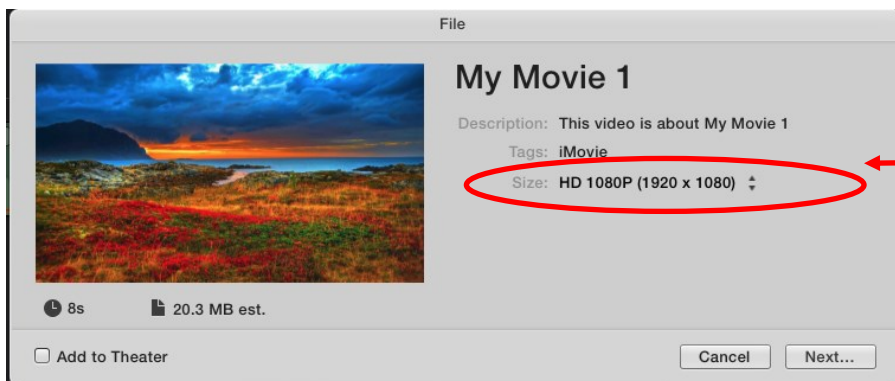 File
My Movie 1
Description: This video is about My Movie 1
Tags: iMovie
Size: HD 1080P (1920 x 1080)
8s 20.3 MB est.
Add to Theater Cancel Next...